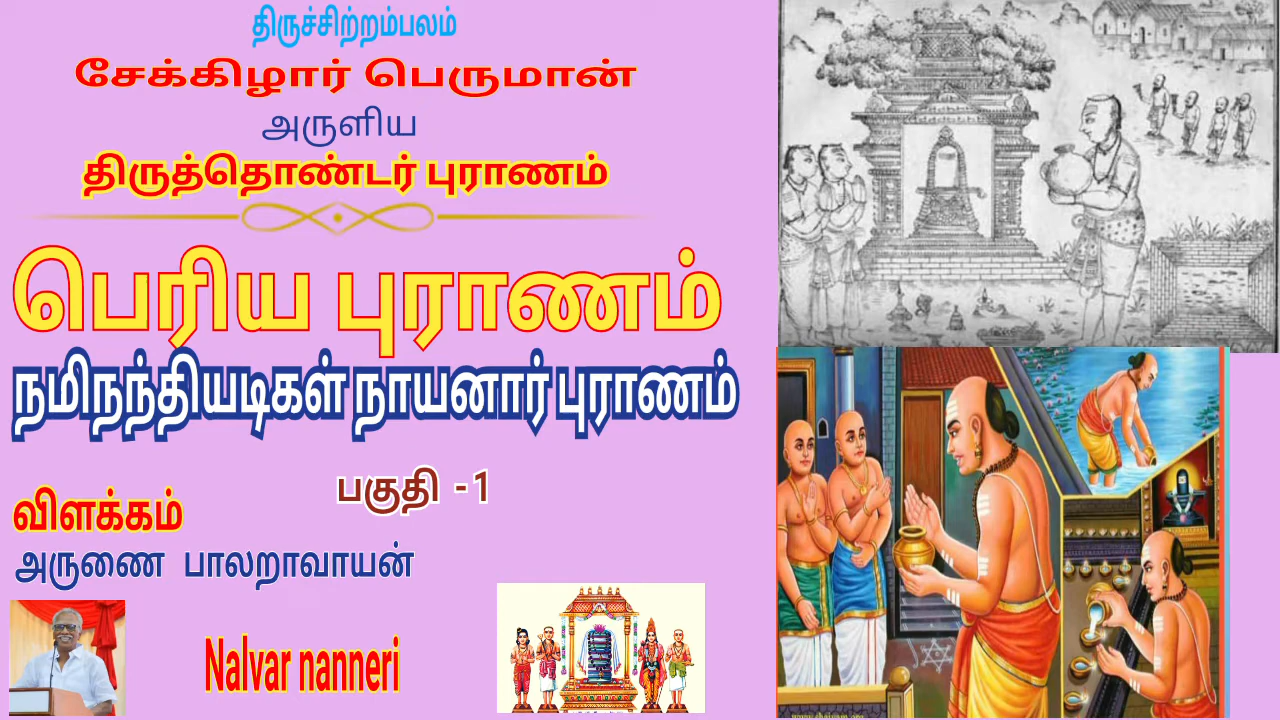 திருச்சிற்றம்பலம்
சேக்கிழார் பெருமான்
அருளிய
திருத்தொண்டர் புராணம்
பெரிய புராணம்
நமிநந்தியடிகள் நாயனார் புராணம்
பகுதி -1
விளக்கம்
அருணை பாலறாவாயன்
Nalvar nanneri